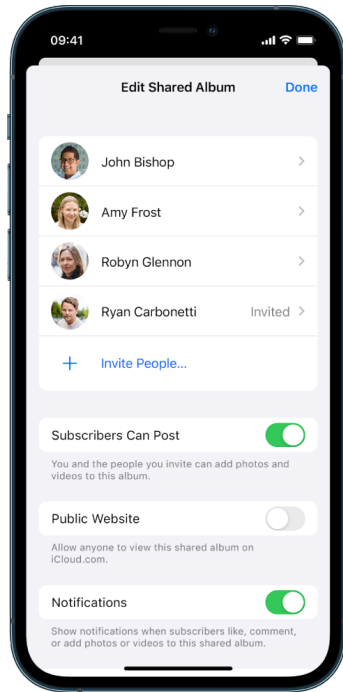 09:41
Edit Shared Album Done
John Bishop
Amy Frost
Robyn Glennon
Ryan Carbonetti Invited
Invite People...
Subscribers Can Post
You and the people you invite can add photos and
videos to this album.
Public Website
Allow anyone to view this shared album on
iCloud.com.
Notifications
Show notifications when subscribers like, comment,
or add photos or videos to this shared album.